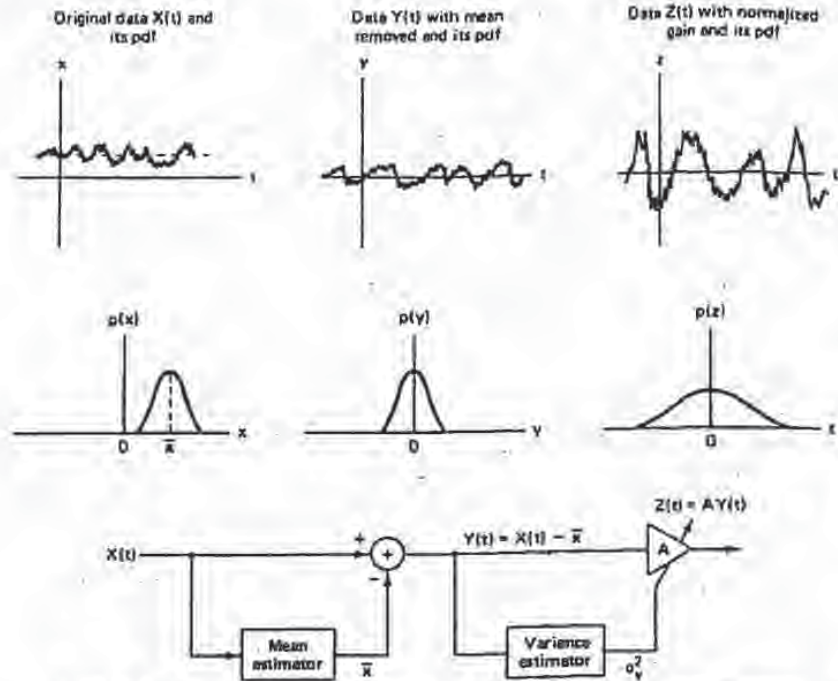 Original data X(t) and
its pdf
Data Y(t) with mean
removed and its pdf
Data Z(t) with normalized
gain and its pdf
x
y
z
t
t
t
p(x)
p(y)
p(z)
0
x̄
x
0
y
0
z
Z(t) = AY(t)
X(t)
+
+
−
Y(t) = X(t) − x̄
A
Mean
estimator
x̄
Variance
estimator
σ²ᵧ